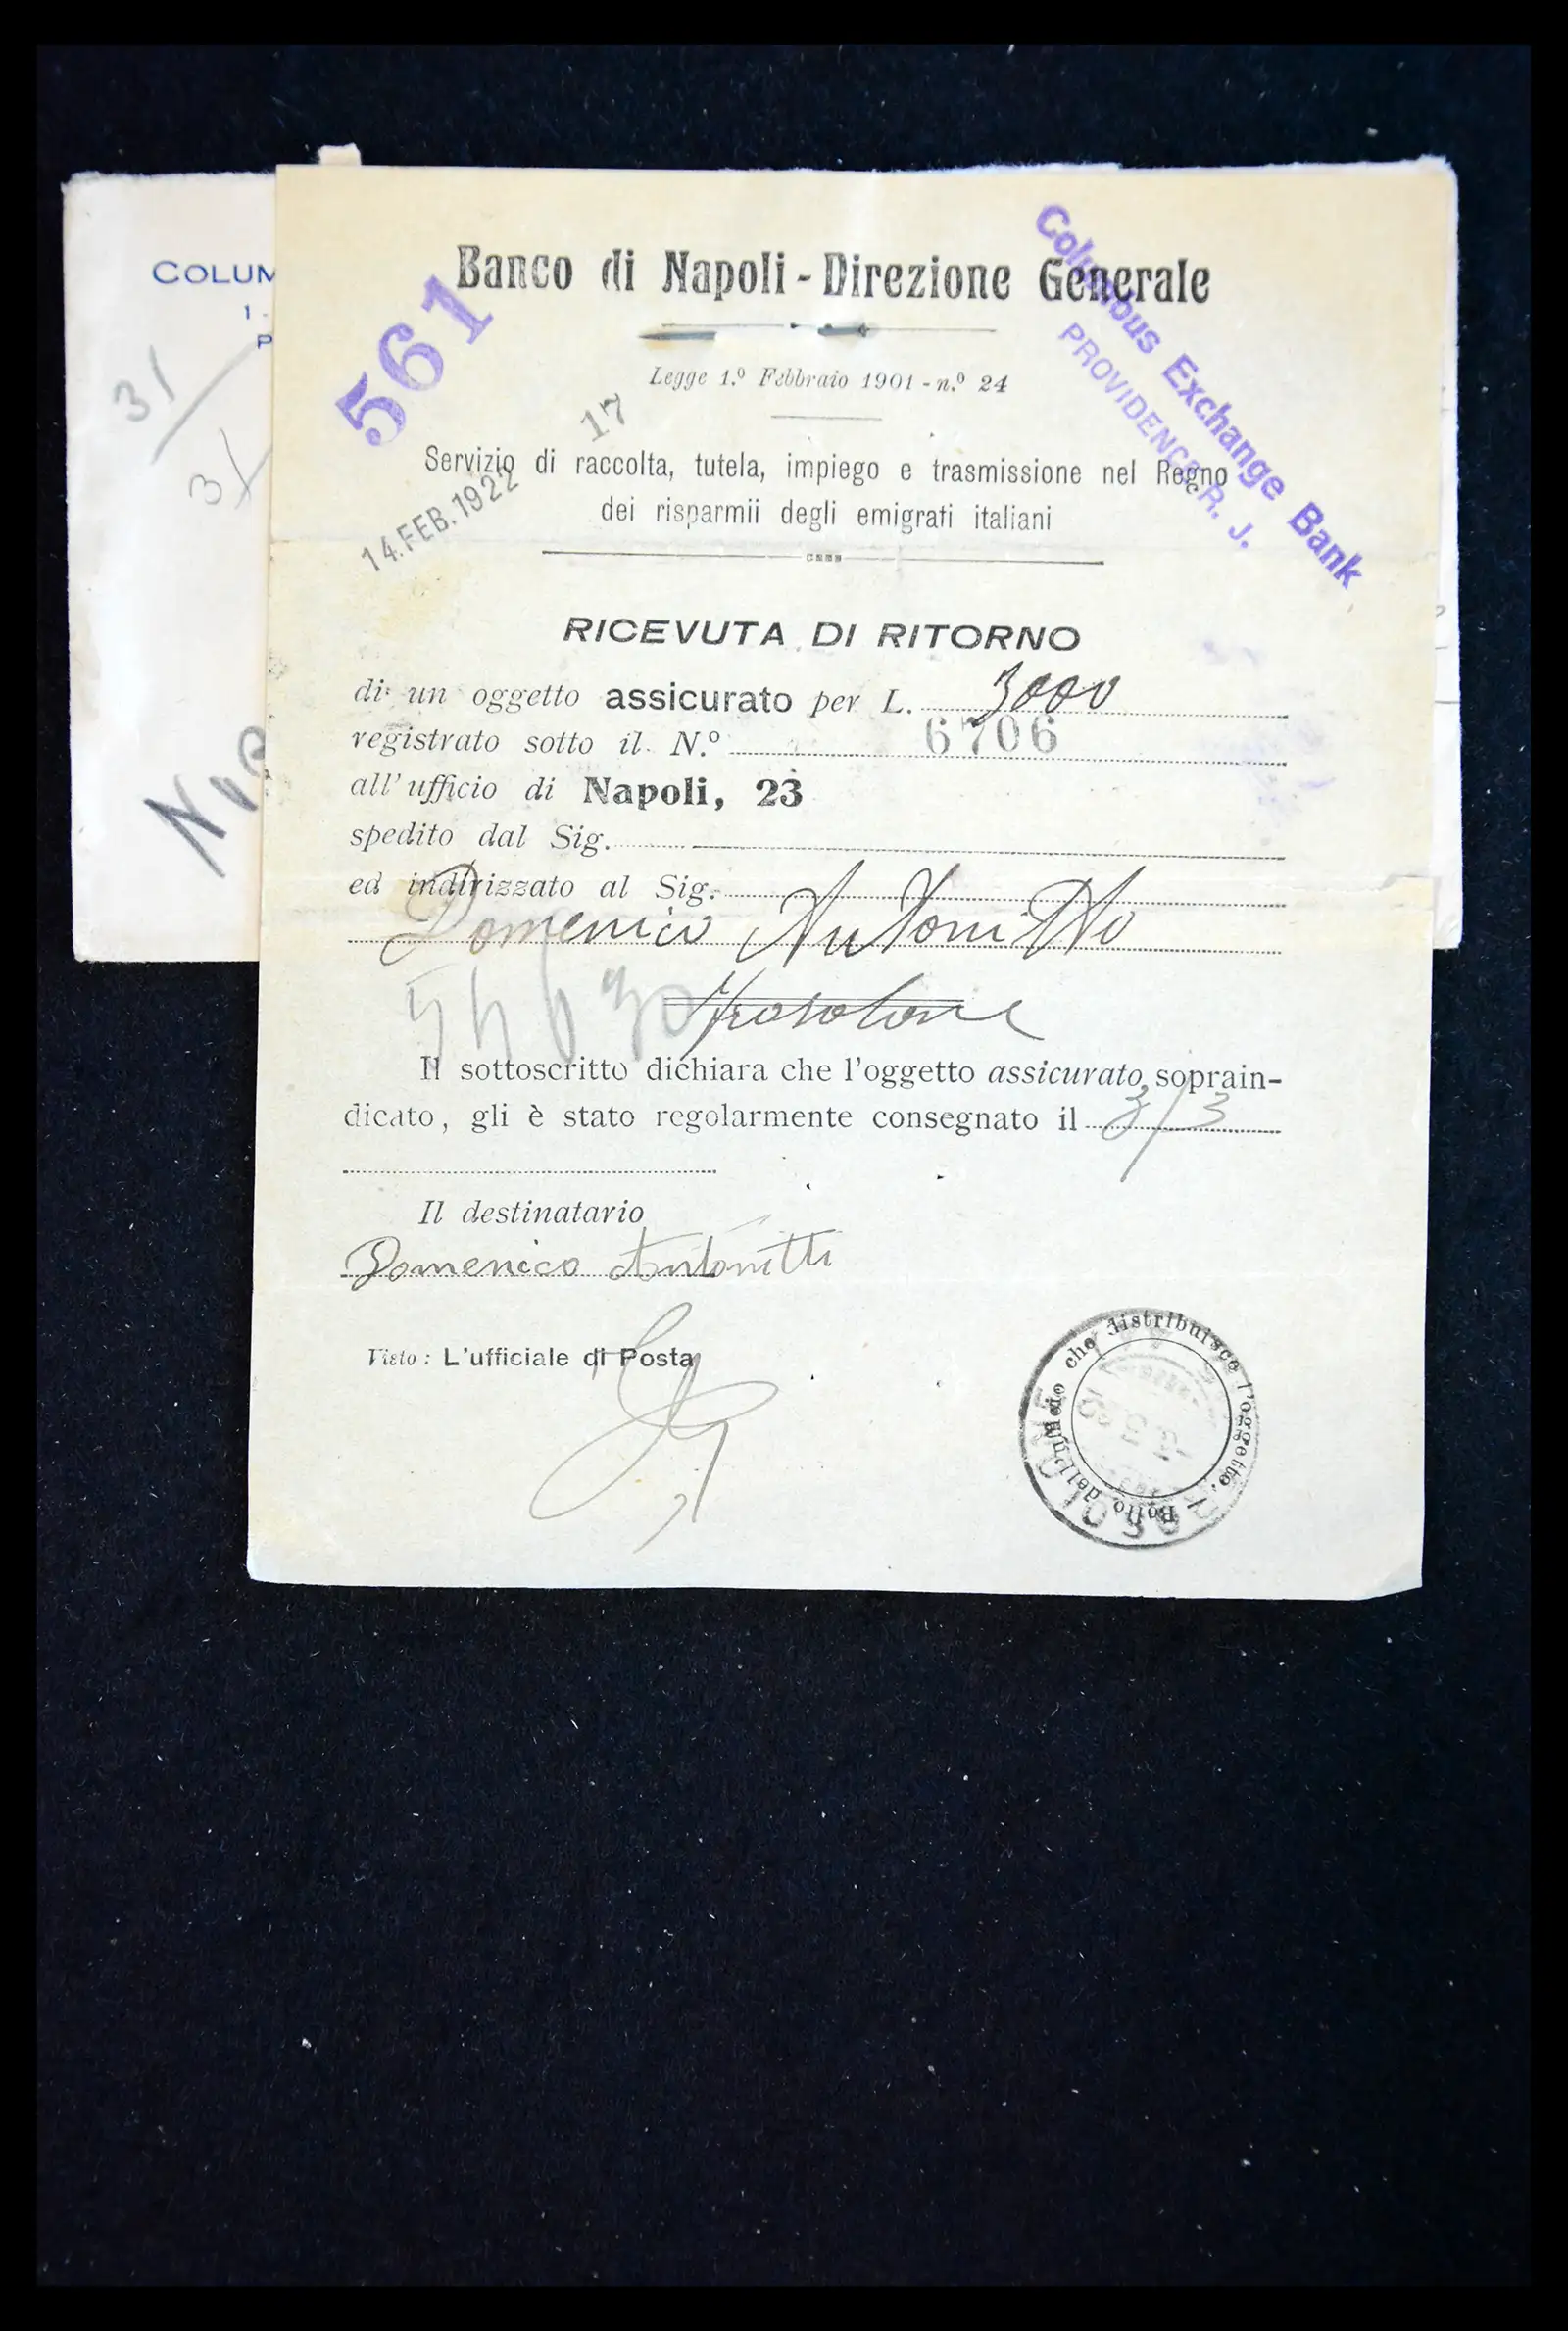 COLUM
1 -
P
31
31
561
Banco di Napoli - Direzione Generale
Columbus Exchange Bank
PROVIDENCE R. J.
Legge 1.º Febbraio 1901 - n.º 24
17
14.FEB.1922
Servizio di raccolta, tutela, impiego e trasmissione nel Regno
dei risparmii degli emigrati italiani
RICEVUTA DI RITORNO
di un oggetto assicurato per L. 3000
registrato sotto il N.º 6706
all' ufficio di Napoli, 23
spedito dal Sig.
ed indirizzato al Sig.
Domenico
Frosolone
Il sottoscritto dichiara che l'oggetto assicurato, soprain-
dicato, gli è stato regolarmente consegnato il 3/3
Il destinatario
Domenico Antonitti
Visto: L'ufficiale di Posta
Bollo dell'ufficio che distribuisce l'oggetto.